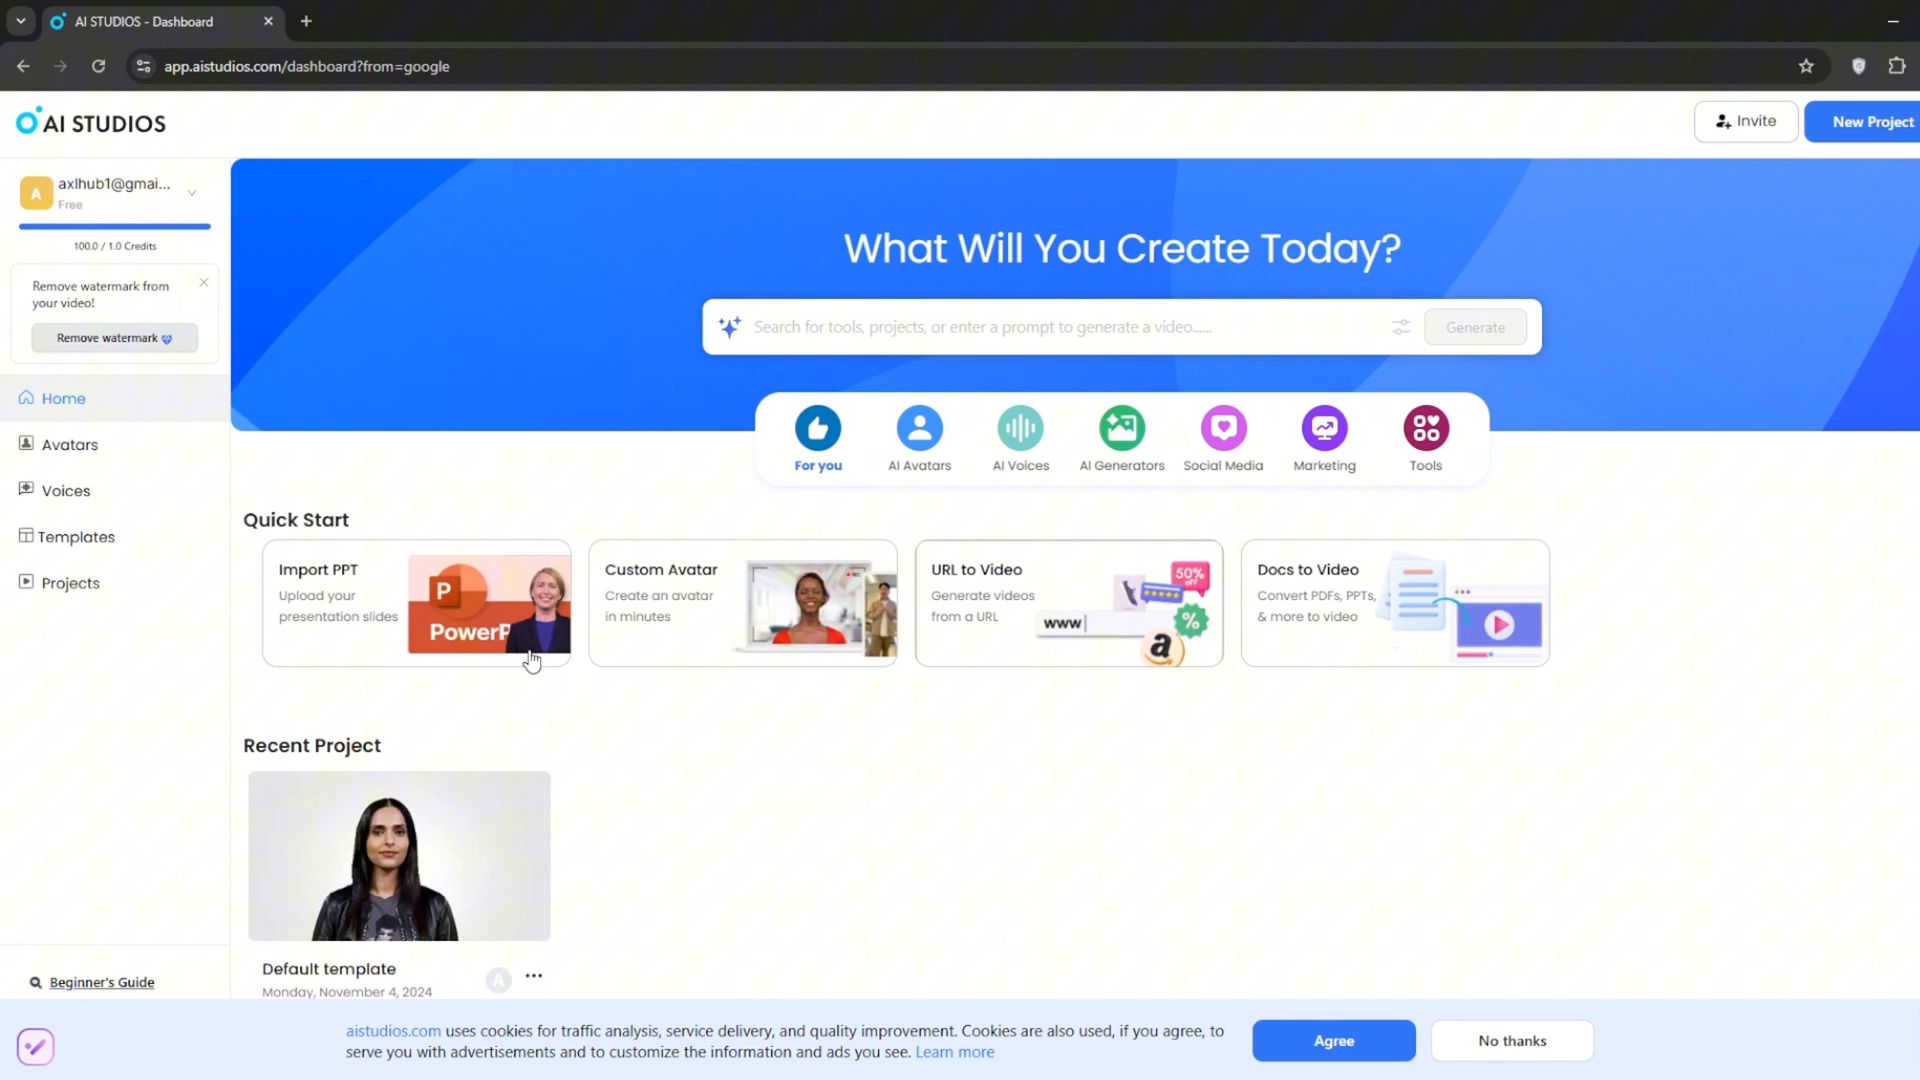 AI STUDIOS - Dashboard
app.aistudios.com/dashboard?from=google
AI STUDIOS
Invite
New Project
A
axlhub1@gmai...
Free
100.0 / 1.0 Credits
Remove watermark from
your video!
Remove watermark
Home
Avatars
Voices
Templates
Projects
Beginner's Guide
What Will You Create Today?
Search for tools, projects, or enter a prompt to generate a video......
Generate
For you
AI Avatars
AI Voices
AI Generators
Social Media
Marketing
Tools
Quick Start
Import PPT
Upload your
presentation slides
P
PowerP
Custom Avatar
Create an avatar
in minutes
URL to Video
Generate videos
from a URL
50%
OFF
www
%
a
Docs to Video
Convert PDFs, PPTs,
& more to video
Recent Project
Default template
A
Monday, November 4, 2024
aistudios.com uses cookies for traffic analysis, service delivery, and quality improvement. Cookies are also used, if you agree, to
serve you with advertisements and to customize the information and ads you see. Learn more
Agree
No thanks